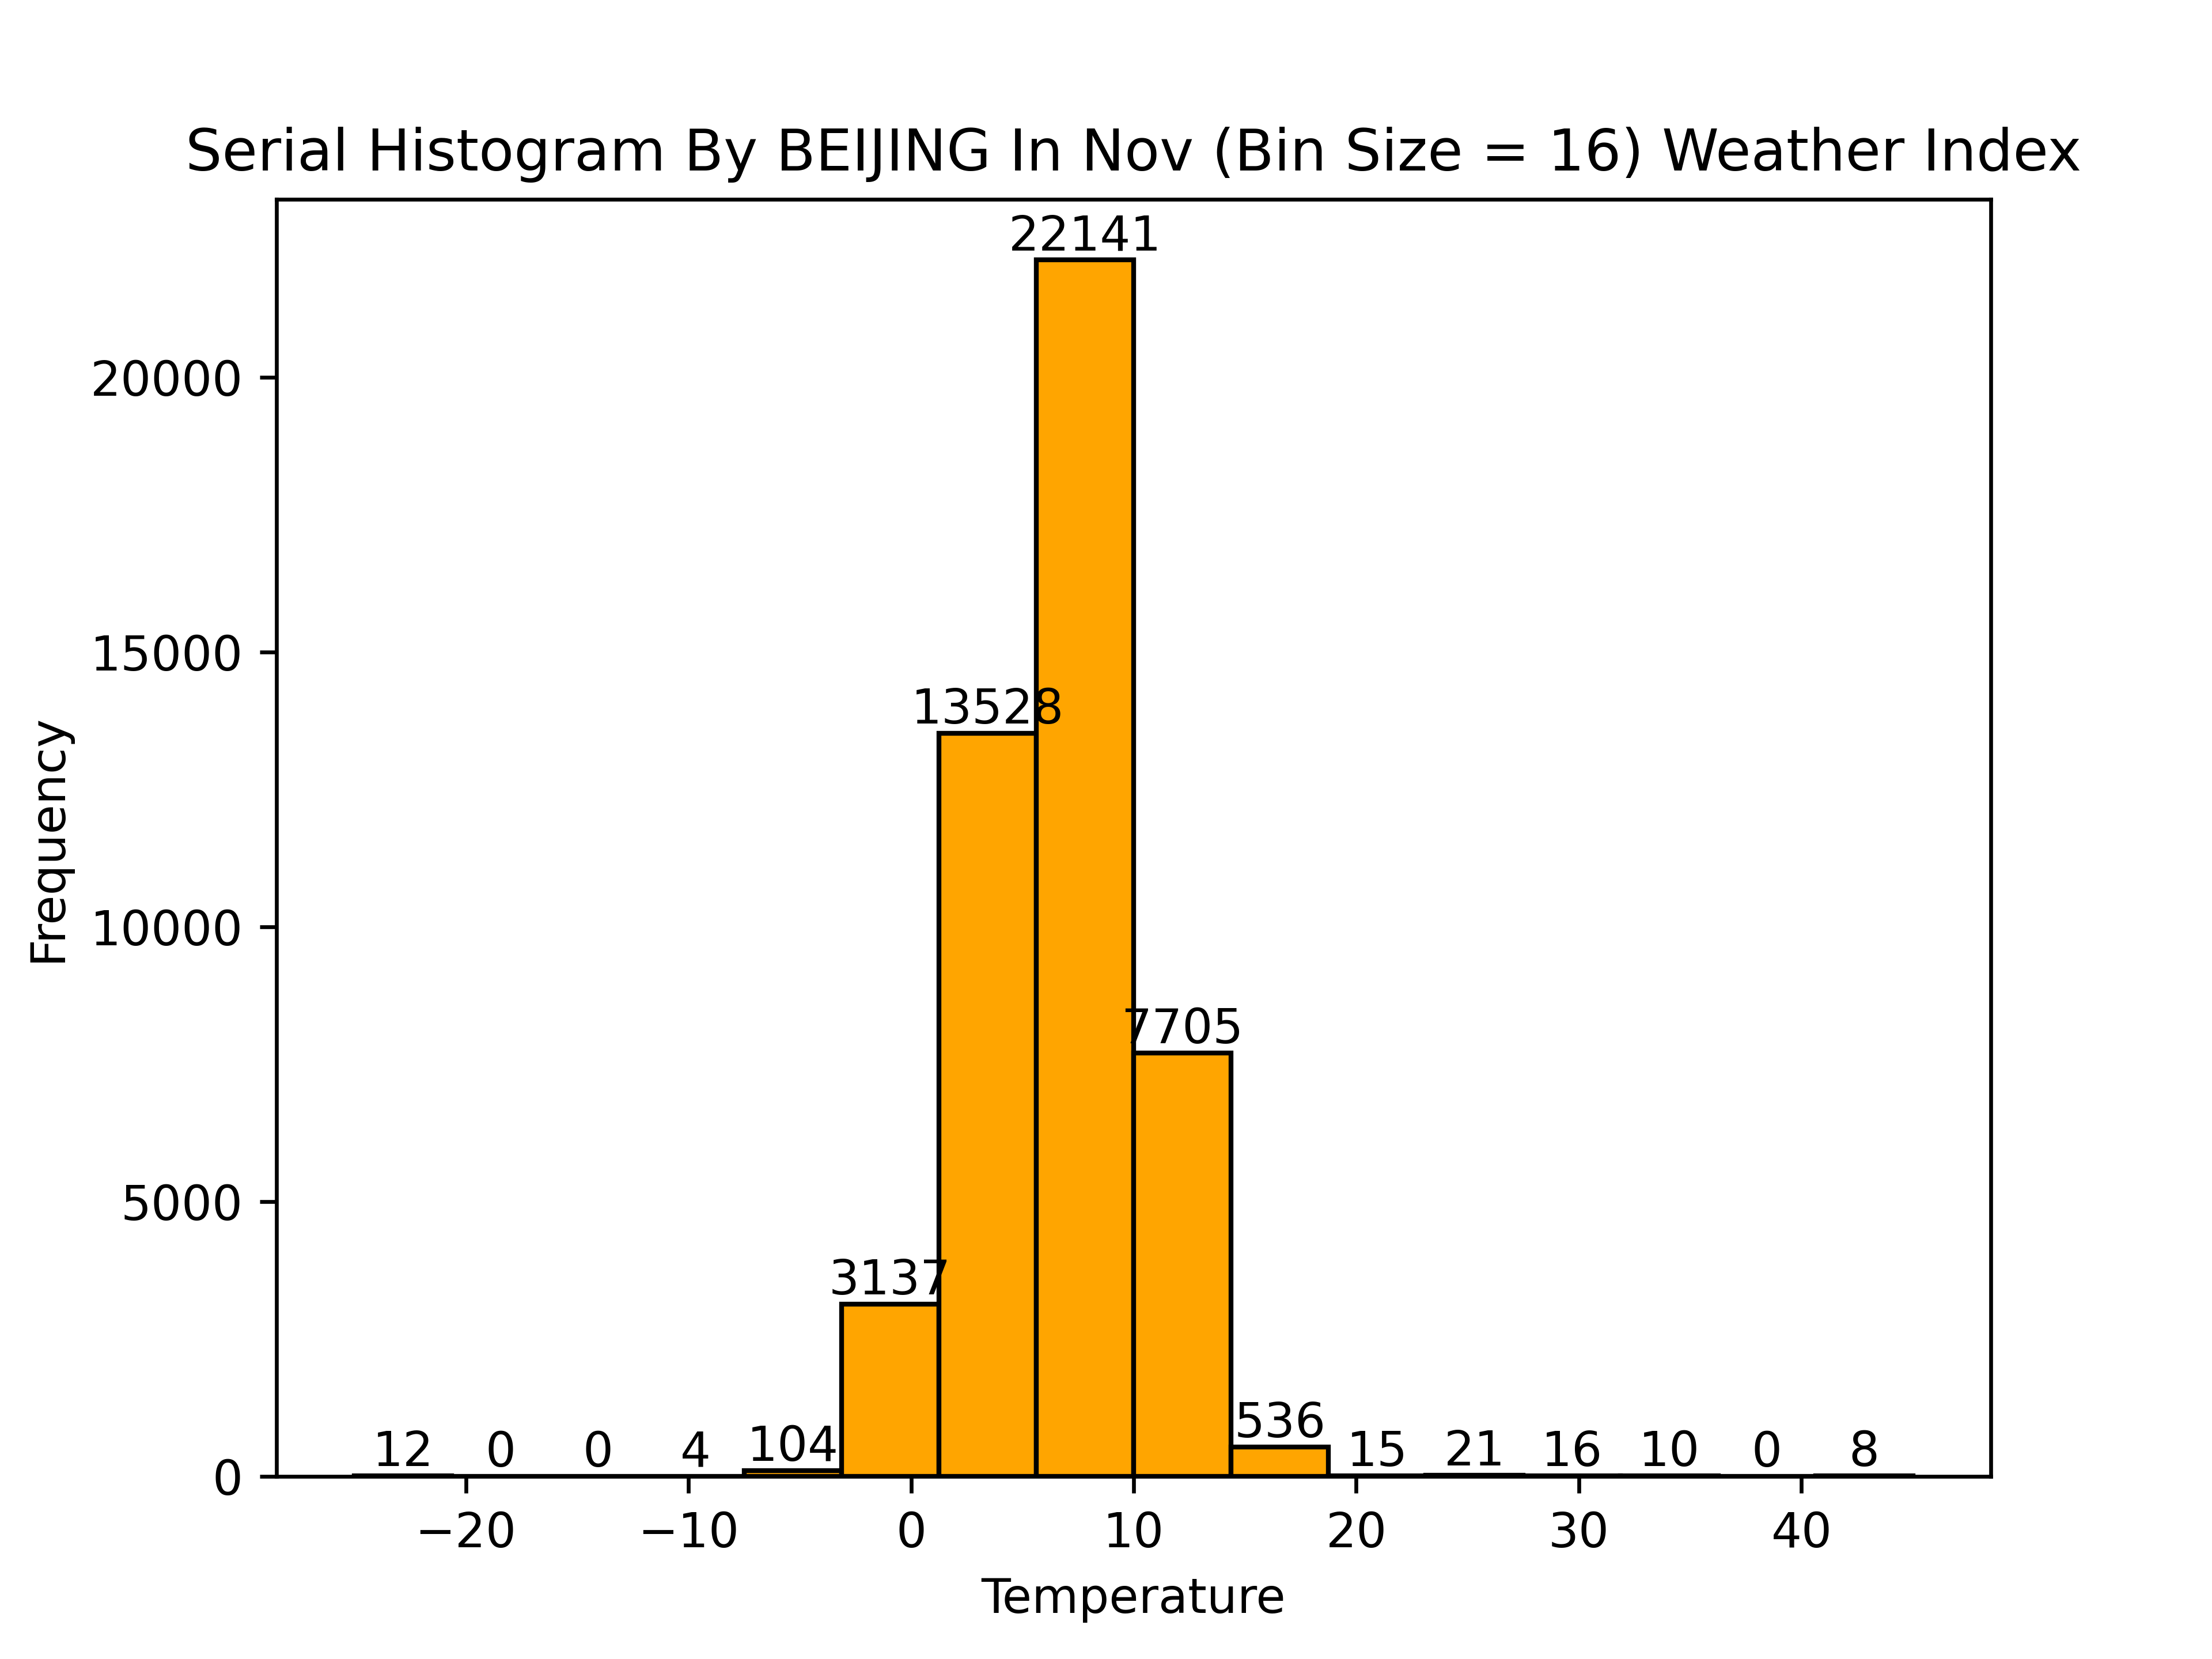 Serial Histogram By BEIJING In Nov (Bin Size = 16) Weather Index
22141
20000
15000
13528
Frequency
10000
7705
5000
3137
536
12 0 0 4 104 15 21 16 10 0 8
0
−20 −10 0 10 20 30 40
Temperature